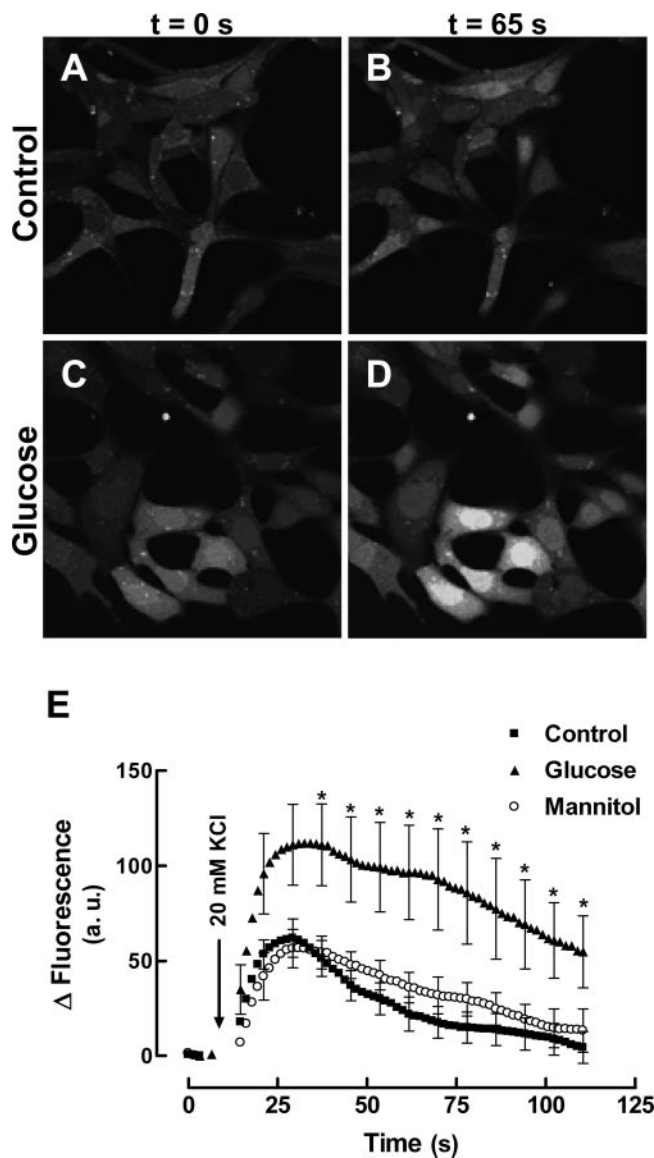 t = 0 s
t = 65 s
Control
A
B
Glucose
C
D
E
Control
Glucose
Mannitol
Δ Fluorescence
(a. u.)
150
100
50
0
20 mM KCl
* * * * * * * * * *
0 25 50 75 100 125
Time (s)